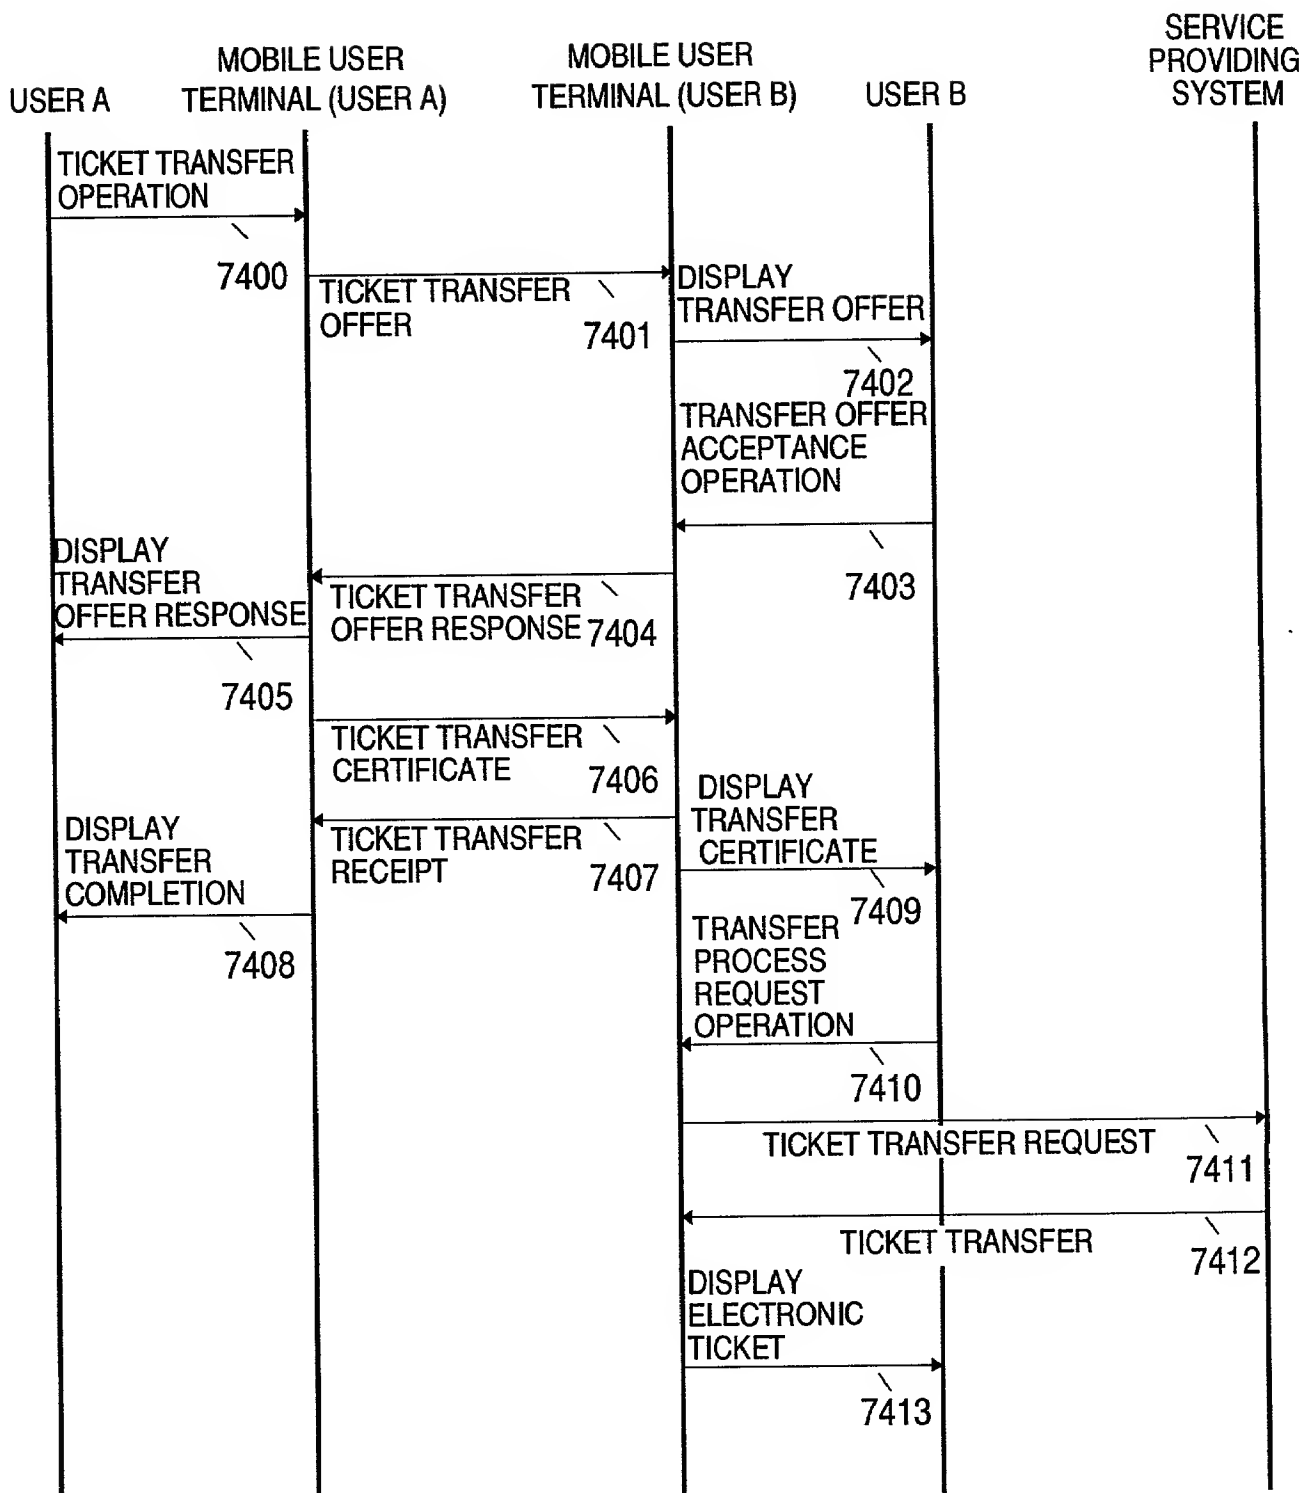 SERVICE
PROVIDING
SYSTEM
MOBILE USER
TERMINAL (USER A)
MOBILE USER
TERMINAL (USER B)
USER A
USER B
TICKET TRANSFER
OPERATION
7400
TICKET TRANSFER
OFFER
7401
DISPLAY
TRANSFER OFFER
7402
TRANSFER OFFER
ACCEPTANCE
OPERATION
7403
TICKET TRANSFER
OFFER RESPONSE
7404
DISPLAY
TRANSFER
OFFER RESPONSE
7405
TICKET TRANSFER
CERTIFICATE
7406
TICKET TRANSFER
RECEIPT
7407
DISPLAY
TRANSFER
COMPLETION
7408
DISPLAY
TRANSFER
CERTIFICATE
7409
TRANSFER
PROCESS
REQUEST
OPERATION
7410
TICKET TRANSFER REQUEST
7411
TICKET TRANSFER
7412
DISPLAY
ELECTRONIC
TICKET
7413